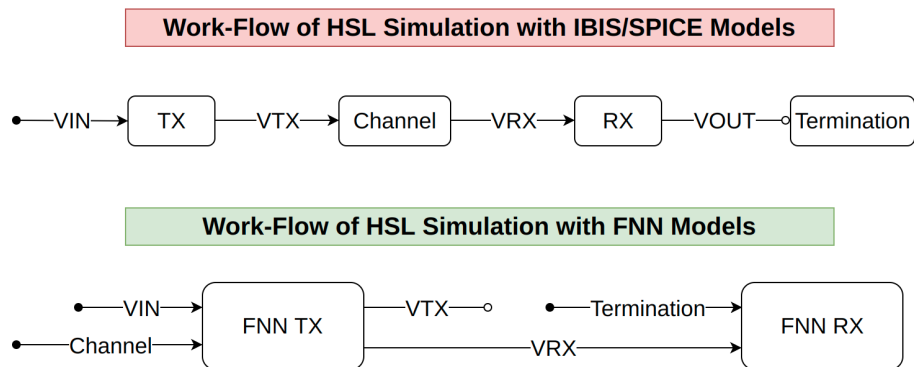 Work-Flow of HSL Simulation with IBIS/SPICE Models
VIN TX VTX Channel VRX RX VOUT Termination
Work-Flow of HSL Simulation with FNN Models
VIN VTX Termination
FNN TX FNN RX
Channel VRX